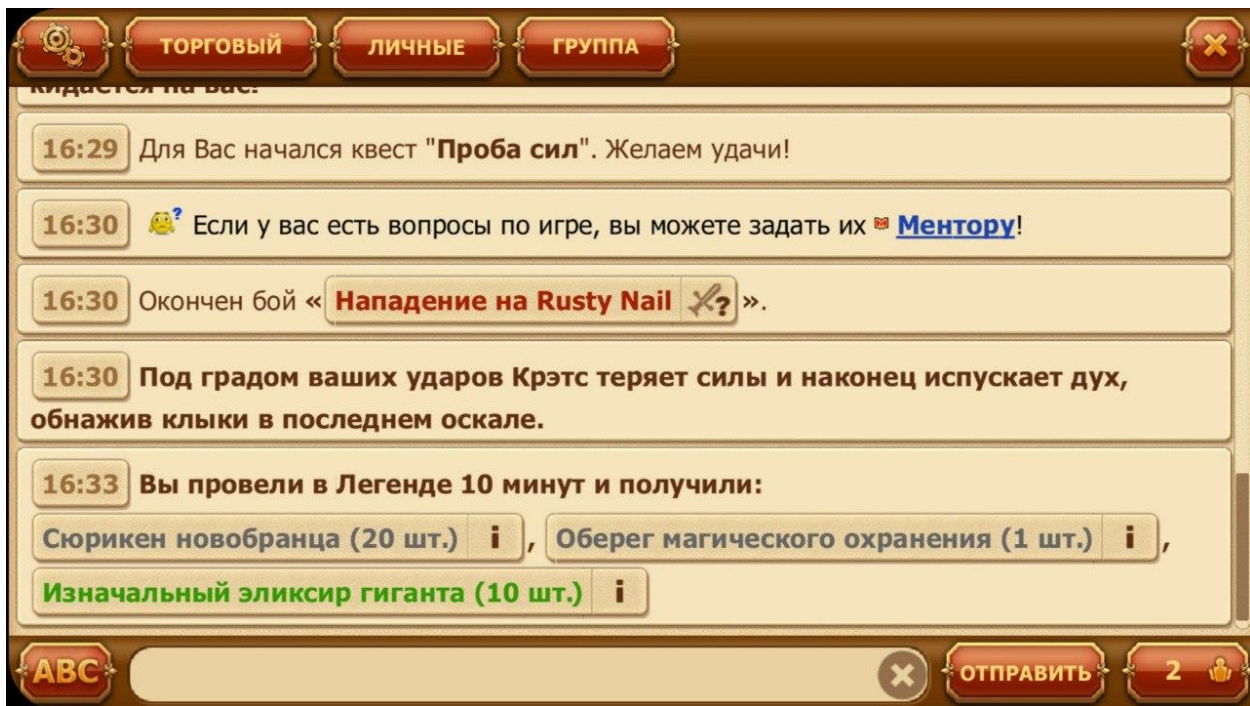 ТОРГОВЫЙ ЛИЧНЫЕ ГРУППА
кидается на вас!
16:29 Для Вас начался квест "Проба сил". Желаем удачи!
16:30 Если у вас есть вопросы по игре, вы можете задать их Ментору!
16:30 Окончен бой « Нападение на Rusty Nail ».
16:30 Под градом ваших ударов Крэтс теряет силы и наконец испускает дух,
обнажив клыки в последнем оскале.
16:33 Вы провели в Легенде 10 минут и получили:
Сюрикен новобранца (20 шт.) i , Оберег магического охранения (1 шт.) i ,
Изначальный эликсир гиганта (10 шт.) i
ABC ОТПРАВИТЬ 2